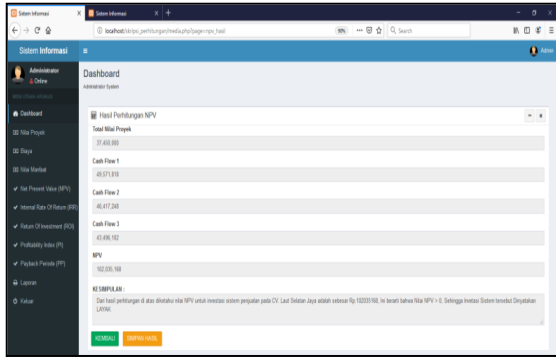 Sistem Informasi
Sistem Informasi
localhost/skripsi_perhitungan/media.php?page=npv_hasil
90%
Search
Sistem Informasi
Admin
Administrator
Online
Dashboard
Administrator System
Dashboard
Nilai Proyek
Biaya
Nilai Manfaat
Net Present Value (NPV)
Internal Rate Of Return (IRR)
Return Of Investment (ROI)
Profitability Index (PI)
Payback Periode (PP)
Laporan
Keluar
Hasil Perhitungan NPV
Total Nilai Proyek
37,450,000
Cash Flow 1
49,571,818
Cash Flow 2
46,417,248
Cash Flow 3
43,496,102
NPV
102,035,168
KESIMPULAN :
Dari hasil perhitungan di atas diketahui nilai NPV untuk investasi sistem penjualan pada CV. Laut Selatan Jaya adalah sebesar Rp.102035168, Ini berarti bahwa Nilai NPV > 0, Sehingga Invetasi Sistem tersebut Dinyatakan
LAYAK
KEMBALI
SIMPAN HASIL